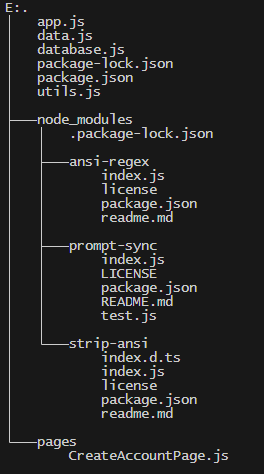 E:.
app.js
data.js
database.js
package-lock.json
package.json
utils.js
node_modules
.package-lock.json
ansi-regex
index.js
license
package.json
readme.md
prompt-sync
index.js
LICENSE
package.json
README.md
test.js
strip-ansi
index.d.ts
index.js
license
package.json
readme.md
pages
CreateAccountPage.js